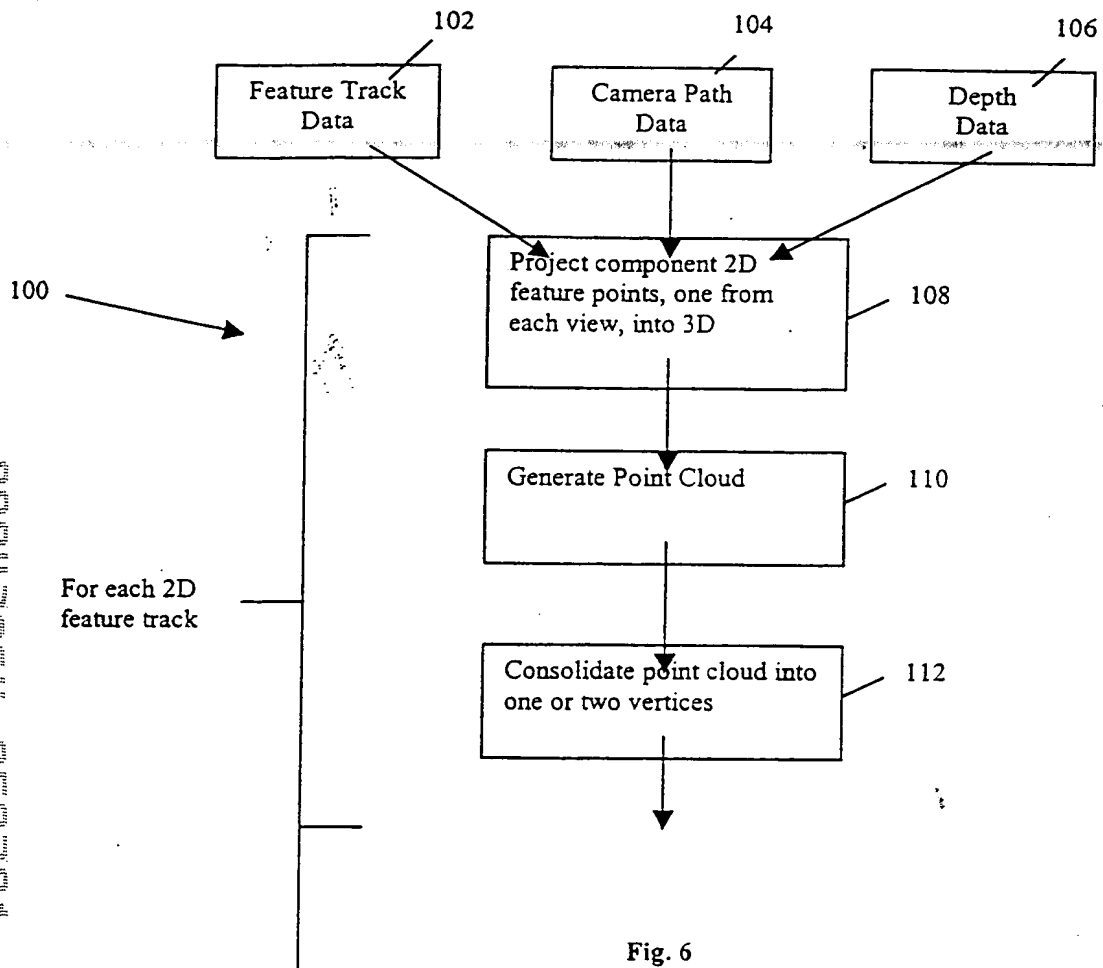 102
104
106
Feature Track
Data
Camera Path
Data
Depth
Data
100
Project component 2D
feature points, one from
each view, into 3D
108
Generate Point Cloud
110
For each 2D
feature track
Consolidate point cloud into
one or two vertices
112
Fig. 6